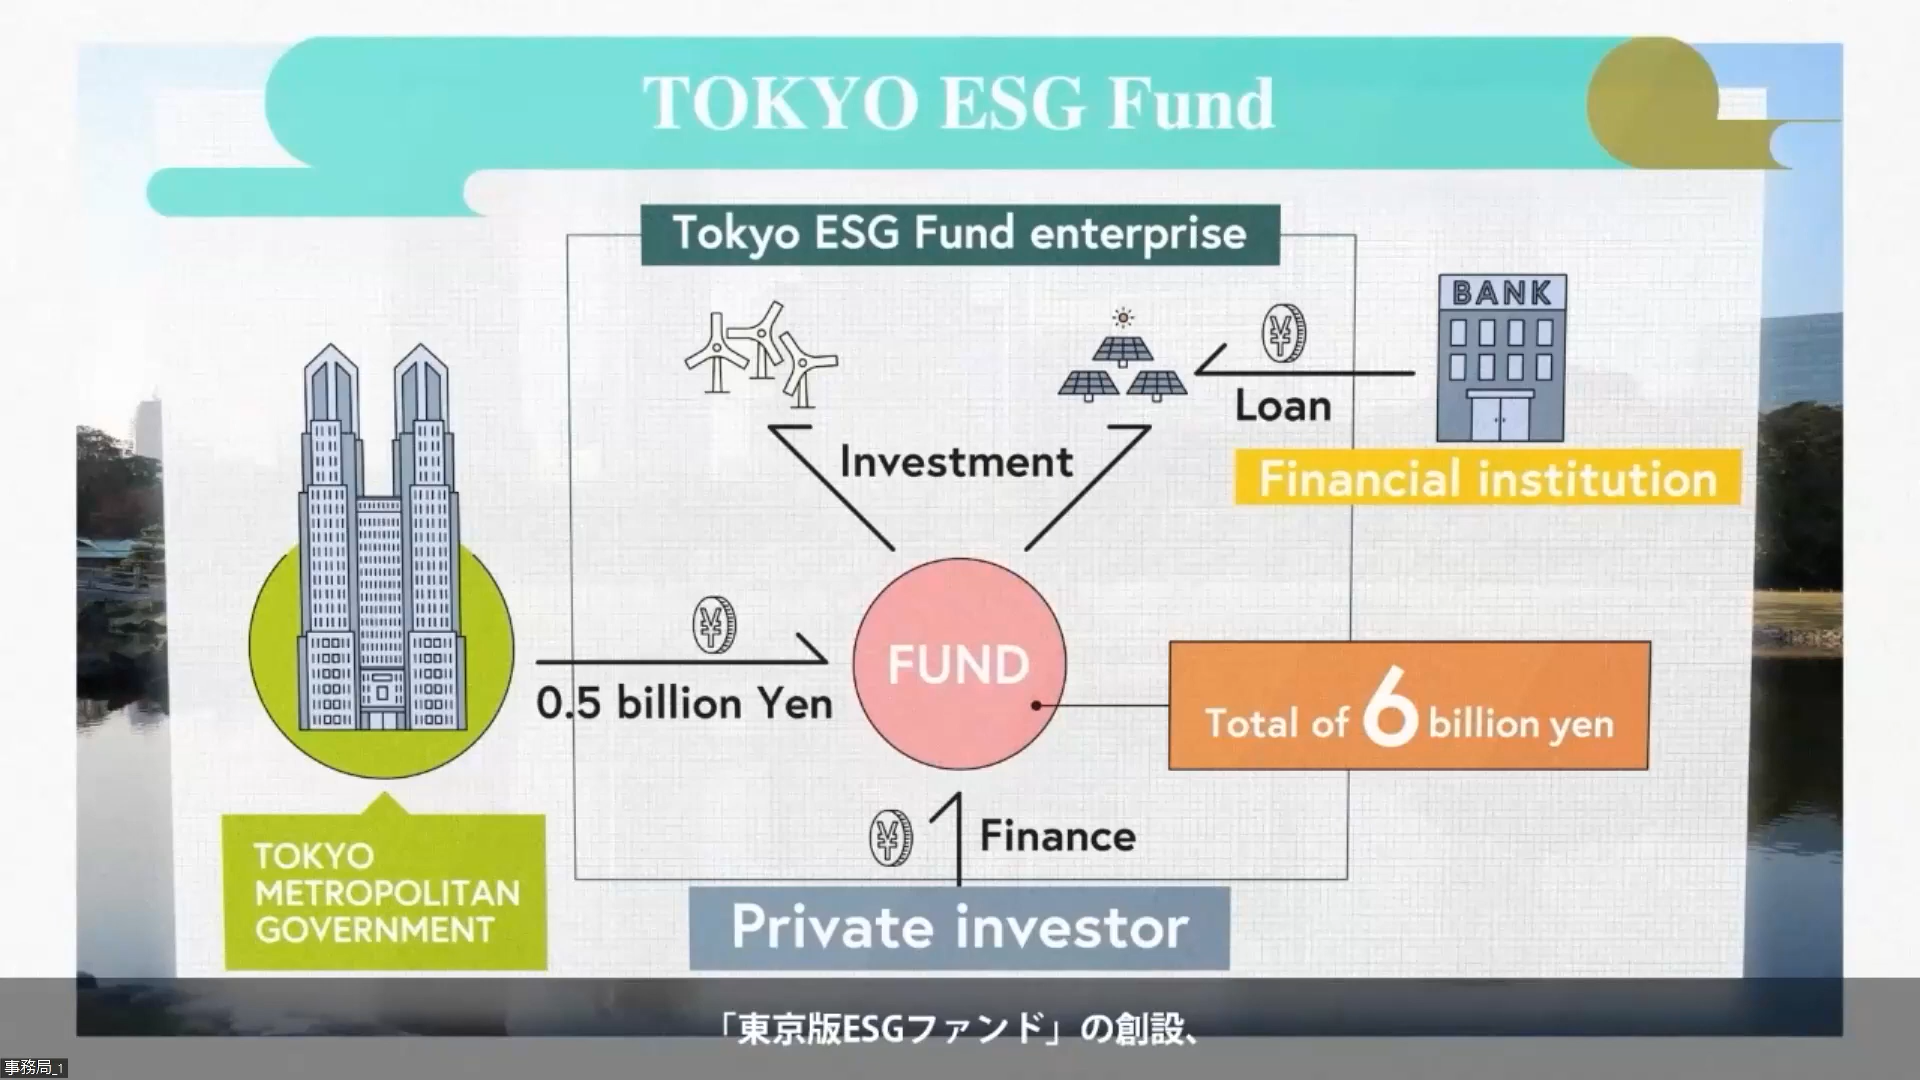 TOKYO ESG Fund
Tokyo ESG Fund enterprise
BANK
Loan
Investment
Financial institution
FUND
0.5 billion Yen
Total of 6 billion yen
Finance
TOKYO
METROPOLITAN
GOVERNMENT
Private investor
「東京版ESGファンド」の創設、
事務局_1